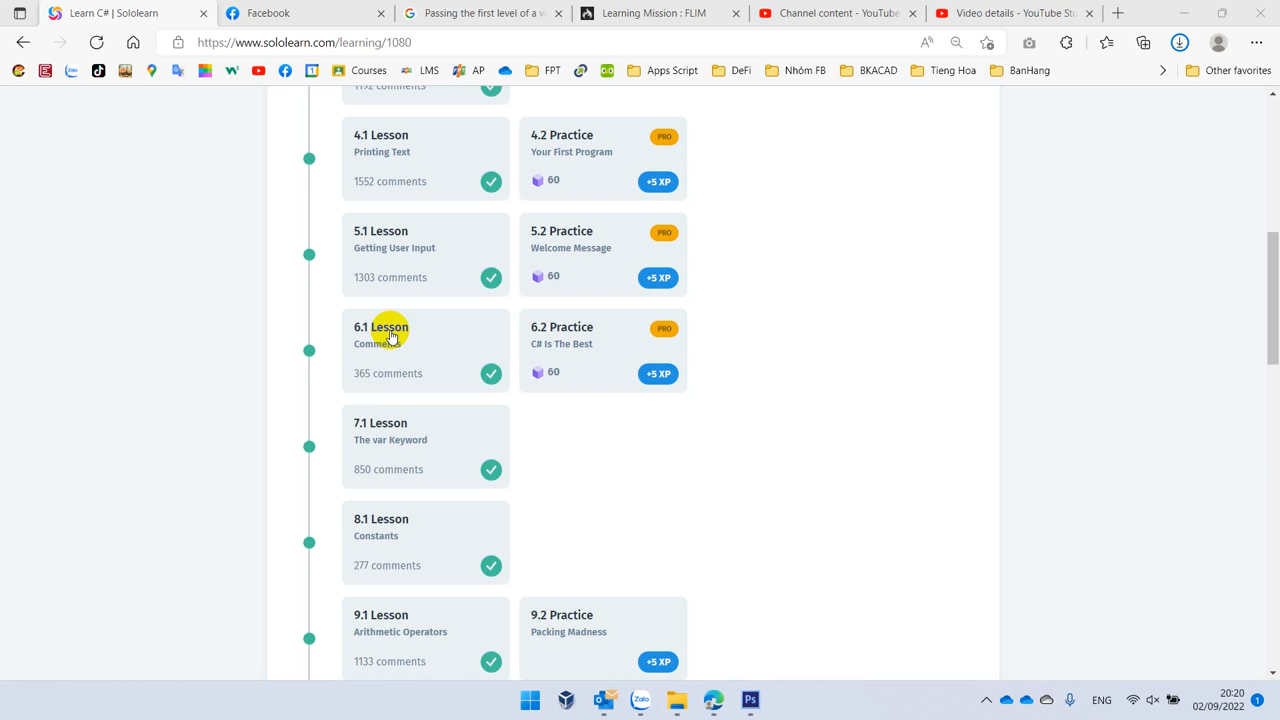 Learn C# | Sololearn
Facebook
Passing the first level of a vi
Learning Mission : FLIM
Channel content - YouTube
Video details - YouTube Stu
https://www.sololearn.com/learning/1080
Courses
LMS
AP
FPT
Apps Script
Defi
Nhóm FB
BKACAD
Tieng Hoa
BanHang
Other favorites
1192 comments
4.1 Lesson
Printing Text
1552 comments
4.2 Practice
PRO
Your First Program
60
+5 XP
5.1 Lesson
Getting User Input
1303 comments
5.2 Practice
PRO
Welcome Message
60
+5 XP
6.1 Lesson
Comments
365 comments
6.2 Practice
PRO
C# Is The Best
60
+5 XP
7.1 Lesson
The var Keyword
850 comments
8.1 Lesson
Constants
277 comments
9.1 Lesson
Arithmetic Operators
1133 comments
9.2 Practice
Packing Madness
+5 XP
ENG
20:20
02/09/2022
1